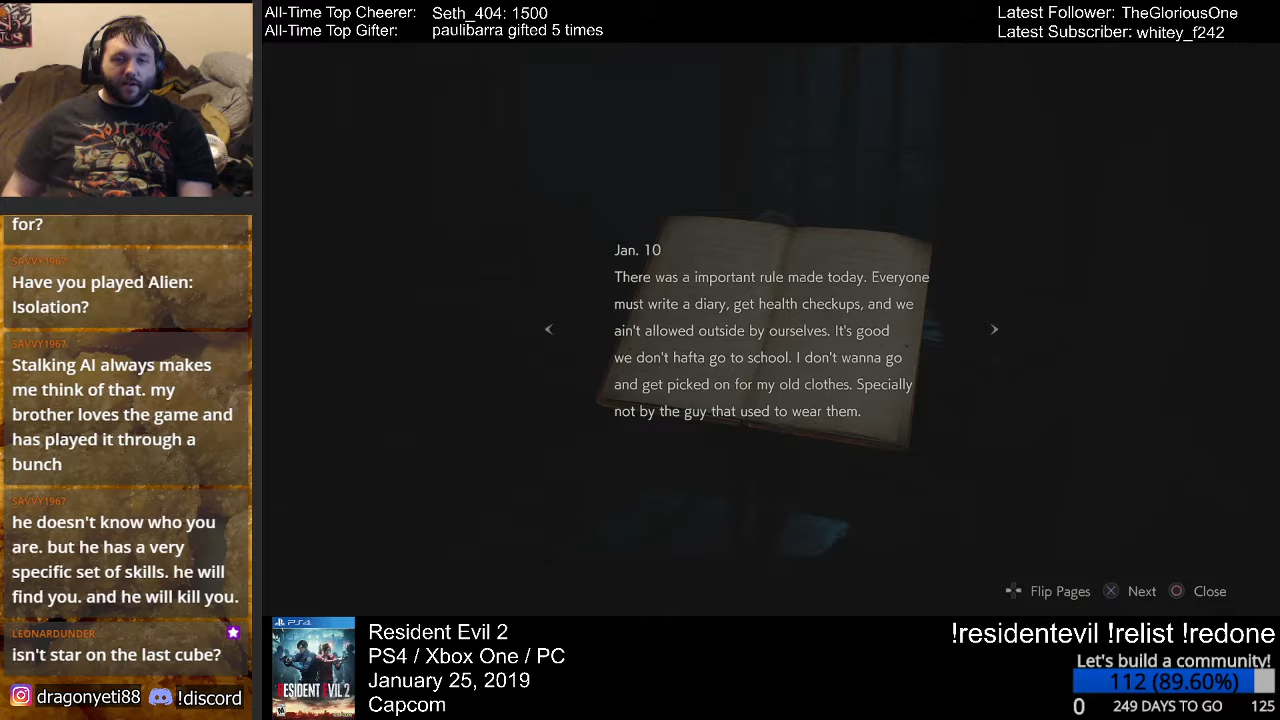 All-Time Top Cheerer: Seth_404: 1500
All-Time Top Gifter: paulibarra gifted 5 times
Latest Follower: TheGloriousOne
Latest Subscriber: whitey_f242
for?
SAVVY1967
Have you played Alien:
Isolation?
SAVVY1967
Stalking AI always makes
me think of that. my
brother loves the game and
has played it through a
bunch
SAVVY1967
he doesn't know who you
are. but he has a very
specific set of skills. he will
find you. and he will kill you.
LEONARDUNDER
isn't star on the last cube?
dragonyeti88 !discord
Jan. 10
There was a important rule made today. Everyone
must write a diary, get health checkups, and we
ain't allowed outside by ourselves. It's good
we don't hafta go to school. I don't wanna go
and get picked on for my old clothes. Specially
not by the guy that used to wear them.
Flip Pages Next Close
PS4
RESIDENT EVIL 2
Resident Evil 2
PS4 / Xbox One / PC
January 25, 2019
Capcom
!residentevil !relist !redone
Let's build a community!
112 (89.60%)
0 249 DAYS TO GO 125